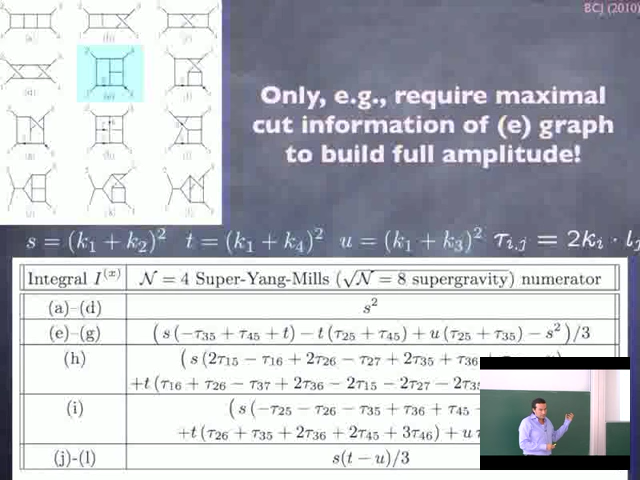 BCJ (2010)
Only, e.g., require maximal
cut information of (e) graph
to build full amplitude!
s = (k₁ + k₂)² t = (k₁ + k₄)² u = (k₁ + k₃)² τᵢ,ⱼ = 2kᵢ · lⱼ
Integral I⁽ˣ⁾ N = 4 Super-Yang-Mills (√N = 8 supergravity) numerator
(a)–(d) s²
(e)–(g) (s(−τ₃₅ + τ₄₅ + t) − t(τ₂₅ + τ₄₅) + u(τ₂₅ + τ₃₅) − s²)/3
(h) (s(2τ₁₅ − τ₁₆ + 2τ₂₆ − τ₂₇ + 2τ₃₅ + τ₃₆
+t(τ₁₆ + τ₂₆ − τ₃₇ + 2τ₃₆ − 2τ₁₅ − 2τ₂₇ − 2τ₃₅
(i) (s(−τ₂₅ − τ₂₆ − τ₃₅ + τ₃₆ + τ₄₅
+t(τ₂₆ + τ₃₅ + 2τ₃₆ + 2τ₄₅ + 3τ₄₆) + u
(j)-(l) s(t − u)/3